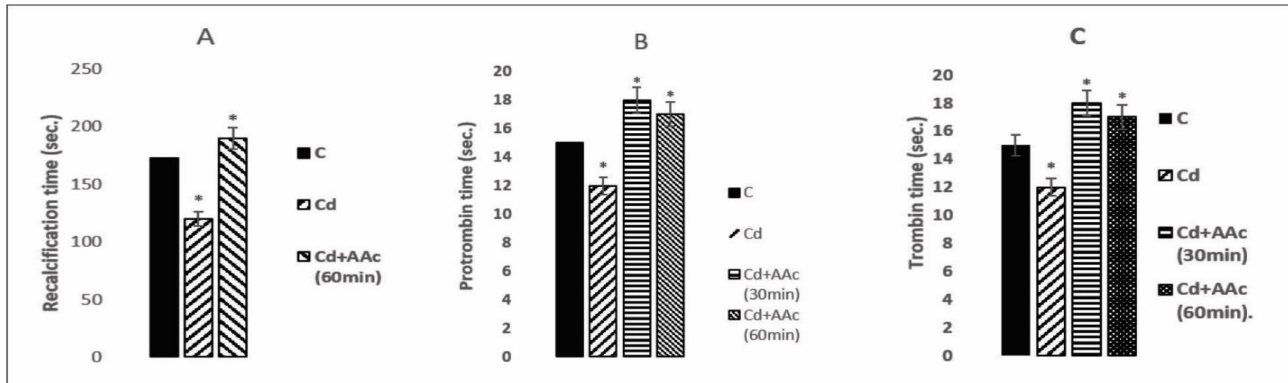 A
Recalcification time (sec.)
250
200
150
100
50
0
*
*
C
Cd
Cd+AAc
(60min)
B
Protrombin time (sec.)
20
18
16
14
12
10
8
6
4
2
0
*
*
*
C
Cd
Cd+AAc
(30min)
Cd+AAc
(60min)
C
Trombin time (sec.)
20
18
16
14
12
10
8
6
4
2
0
*
*
*
C
Cd
Cd+AAc
(30min)
Cd+AAc
(60min).